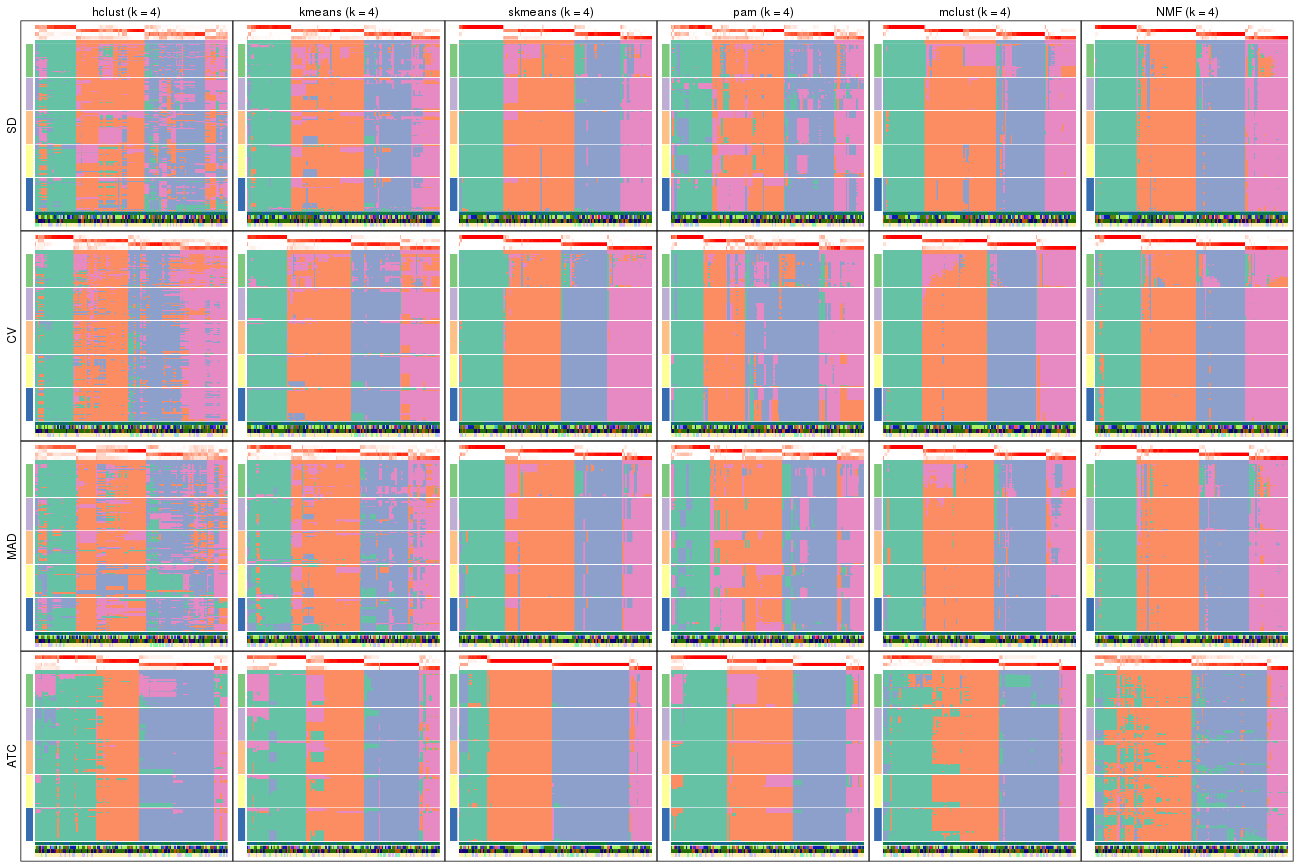 hclust (k = 4) kmeans (k = 4) skmeans (k = 4) pam (k = 4) mclust (k = 4) NMF (k = 4)
SD
CV
MAD
ATC